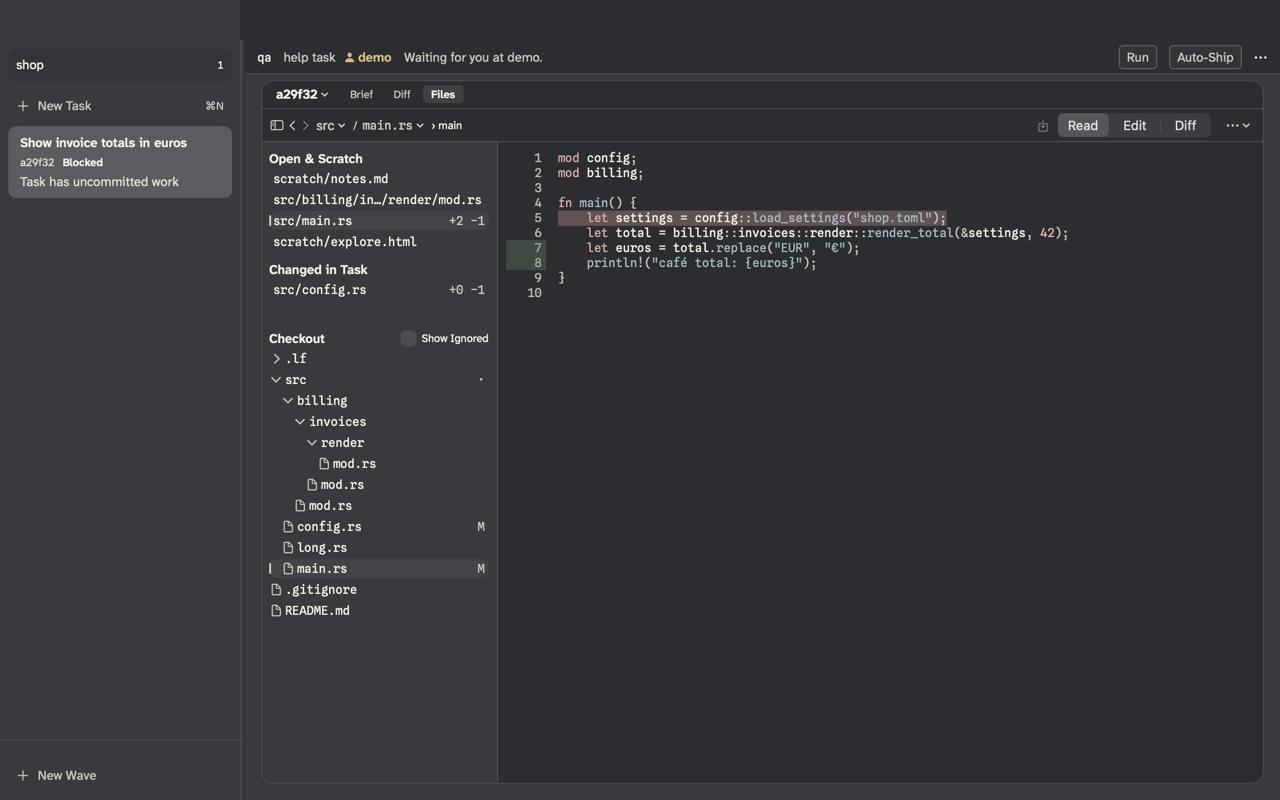 shop 1
New Task ⌘N
Show invoice totals in euros
a29f32 Blocked
Task has uncommitted work
New Wave
qa help task demo Waiting for you at demo.
Run Auto-Ship ···
a29f32 Brief Diff Files
src / main.rs › main
Read Edit Diff ···
Open & Scratch
scratch/notes.md
src/billing/in…/render/mod.rs
src/main.rs +2 -1
scratch/explore.html
Changed in Task
src/config.rs +0 -1
Checkout Show Ignored
.lf
src ·
billing
invoices
render
mod.rs
mod.rs
mod.rs
config.rs M
long.rs
main.rs M
.gitignore
README.md
1 mod config;
2 mod billing;
3
4 fn main() {
5 let settings = config::load_settings("shop.toml");
6 let total = billing::invoices::render::render_total(&settings, 42);
7 let euros = total.replace("EUR", "€");
8 println!("café total: {euros}");
9 }
10